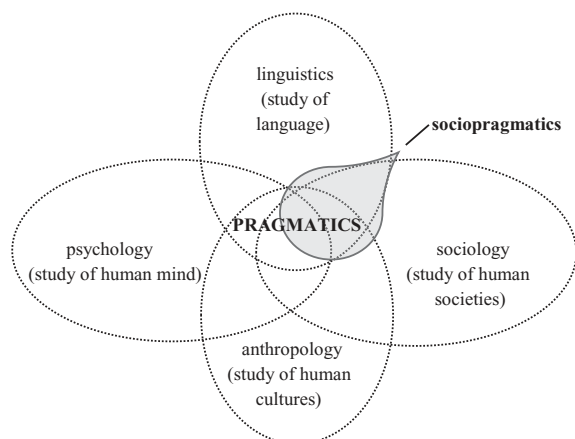 linguistics
(study of
language)
sociopragmatics
PRAGMATICS
psychology
(study of human mind)
sociology
(study of human
societies)
anthropology
(study of human
cultures)